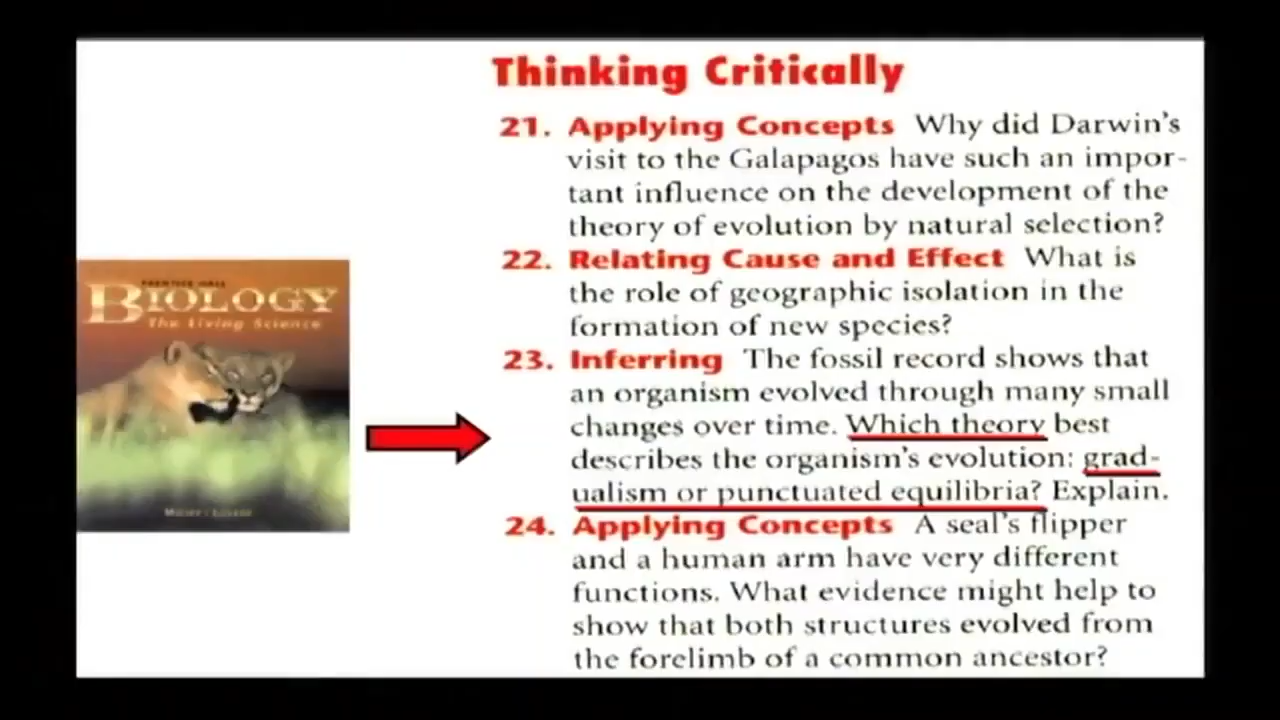 Thinking Critically
21. Applying Concepts Why did Darwin's
visit to the Galapagos have such an impor-
tant influence on the development of the
theory of evolution by natural selection?
22. Relating Cause and Effect What is
the role of geographic isolation in the
formation of new species?
23. Inferring The fossil record shows that
an organism evolved through many small
changes over time. Which theory best
describes the organism's evolution: grad-
ualism or punctuated equilibria? Explain.
24. Applying Concepts A seal's flipper
and a human arm have very different
functions. What evidence might help to
show that both structures evolved from
the forelimb of a common ancestor?
PRENTICE HALL
BIOLOGY
The Living Science